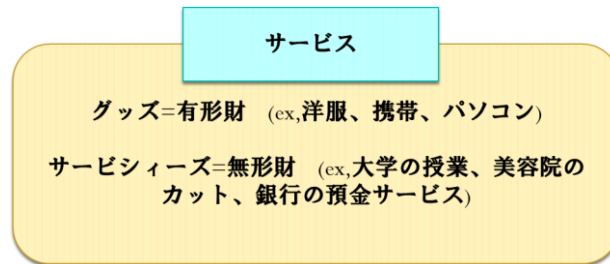 サービス
グッズ=有形財 (ex,洋服、携帯、パソコン)
サービシィーズ=無形財 (ex,大学の授業、美容院の
カット、銀行の預金サービス)